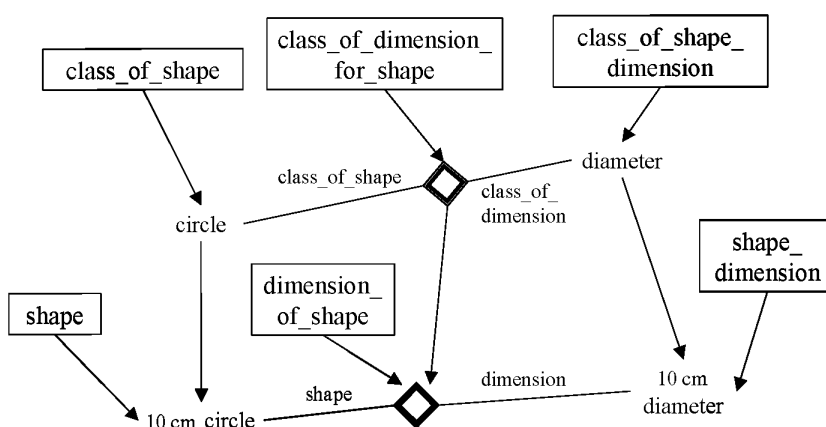 class_of_dimension_
for_shape
class_of_shape_
dimension
class_of_shape
class_of_shape
diameter
class_of_
dimension
circle
shape_
dimension
dimension_
of_shape
shape
shape
dimension
10 cm
diameter
10 cm circle